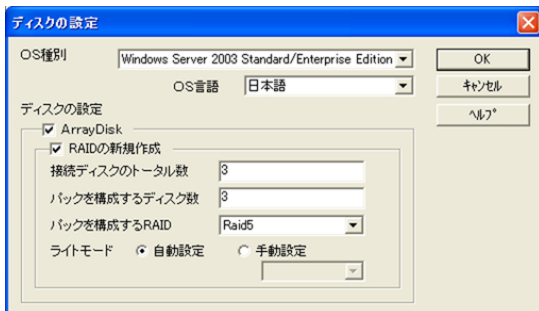 ディスクの設定
OS種別 Windows Server 2003 Standard/Enterprise Edition OK
OS言語 日本語 ｷｬﾝｾﾙ
ディスクの設定 ﾍﾙﾌﾟ
ArrayDisk
RAIDの新規作成
接続ディスクのトータル数 3
パックを構成するディスク数 3
パックを構成するRAID Raid5
ライトモード 自動設定 手動設定